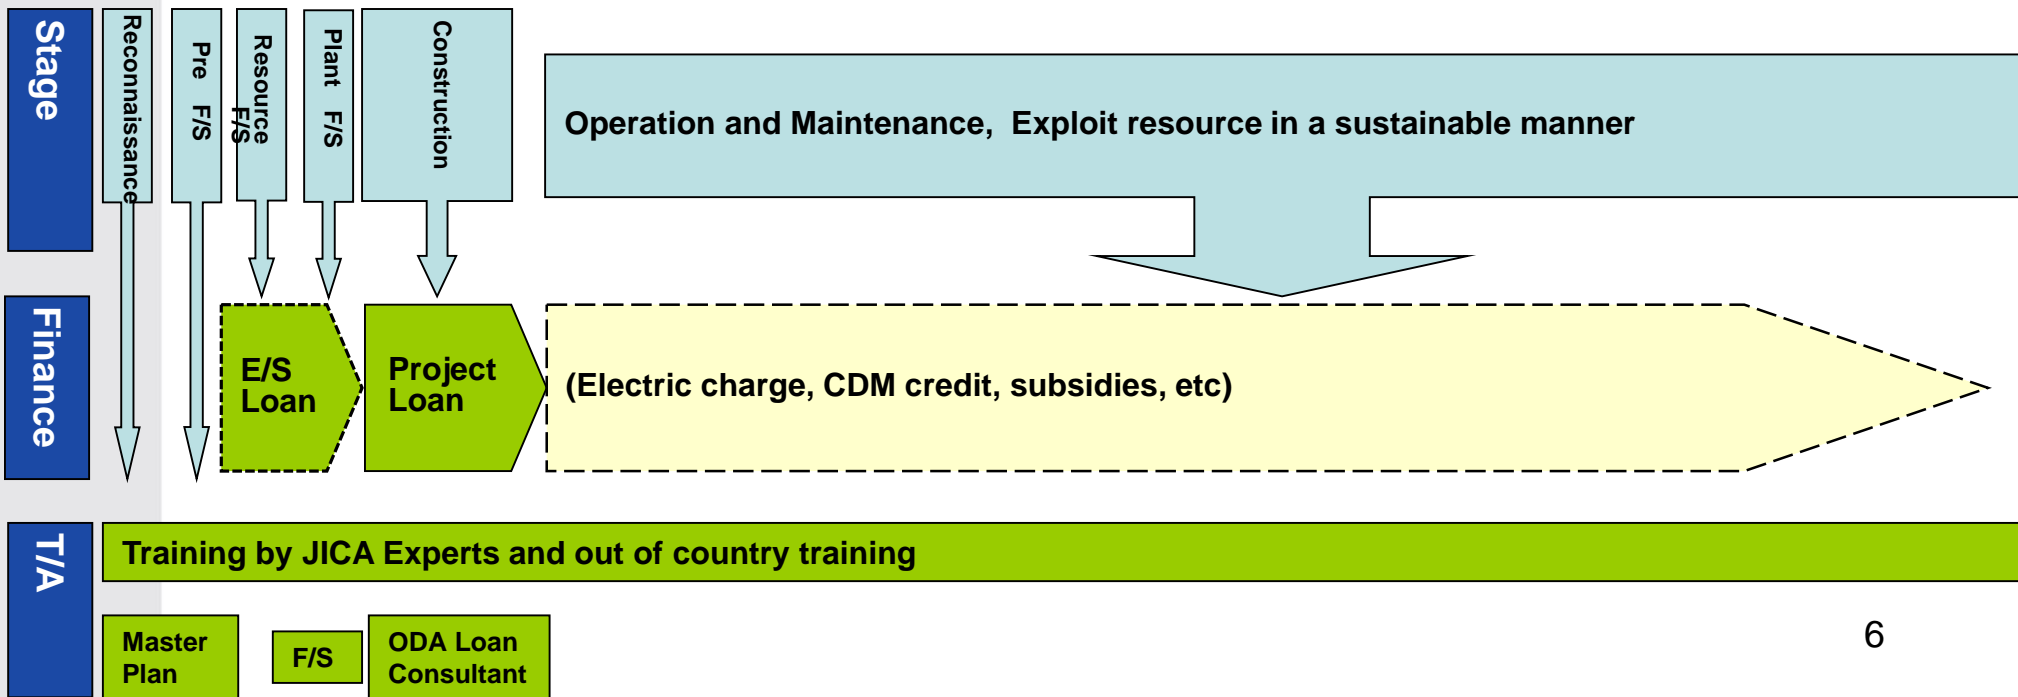 Stage
Reconnaissance
Pre F/S
Resource
F/S
Plant F/S
Construction
Operation and Maintenance, Exploit resource in a sustainable manner
Finance
E/S
Loan
Project
Loan
(Electric charge, CDM credit, subsidies, etc)
T/A
Training by JICA Experts and out of country training
Master
Plan
F/S
ODA Loan
Consultant
6